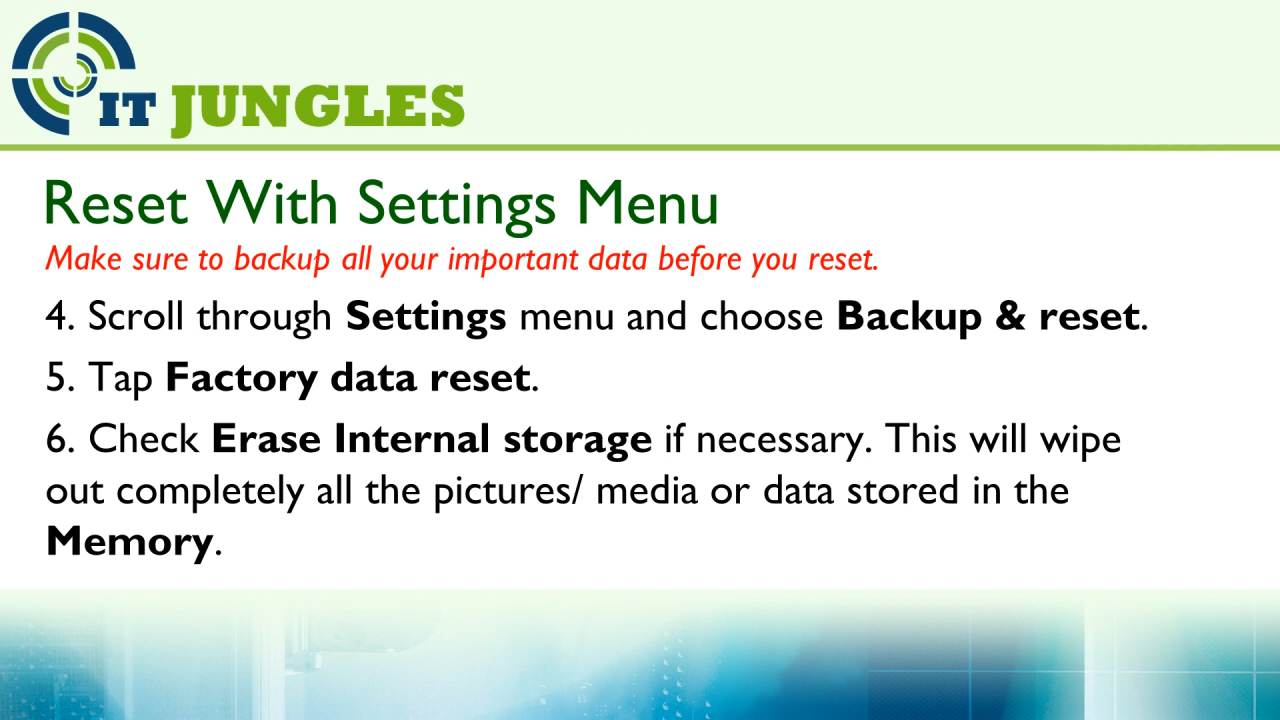 IT JUNGLES
Reset With Settings Menu
Make sure to backup all your important data before you reset.
4. Scroll through Settings menu and choose Backup & reset.
5. Tap Factory data reset.
6. Check Erase Internal storage if necessary. This will wipe
out completely all the pictures/ media or data stored in the
Memory.